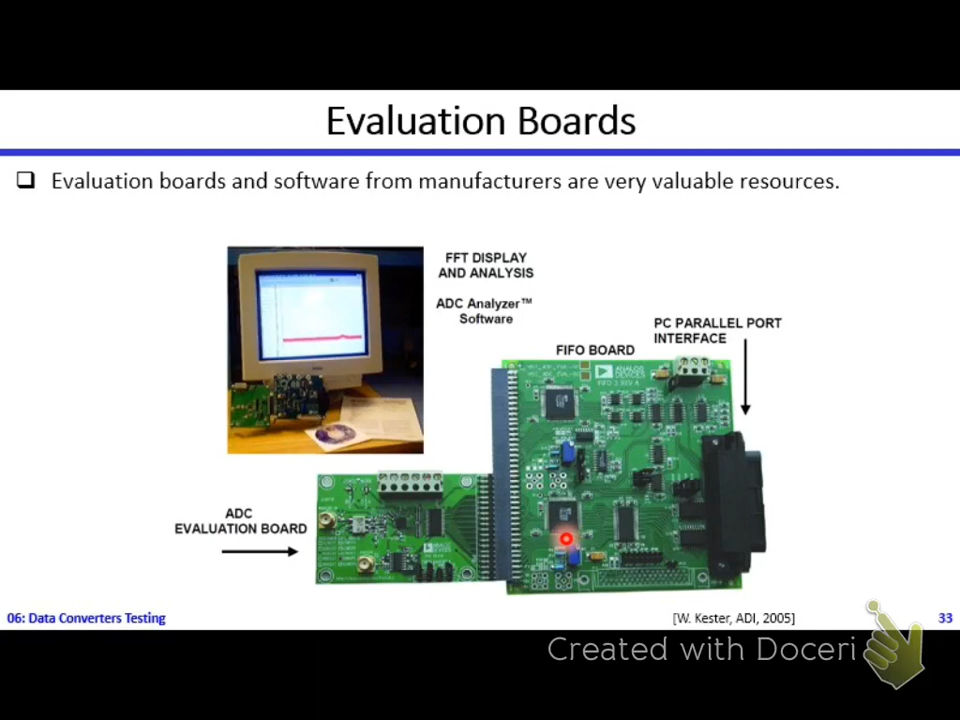 Evaluation Boards
Evaluation boards and software from manufacturers are very valuable resources.
FFT DISPLAY
AND ANALYSIS
ADC Analyzer™
Software
PC PARALLEL PORT
INTERFACE
FIFO BOARD
ANALOG
DEVICES
ADC
EVALUATION BOARD
06: Data Converters Testing
[W. Kester, ADI, 2005]
33
Created with Doceri